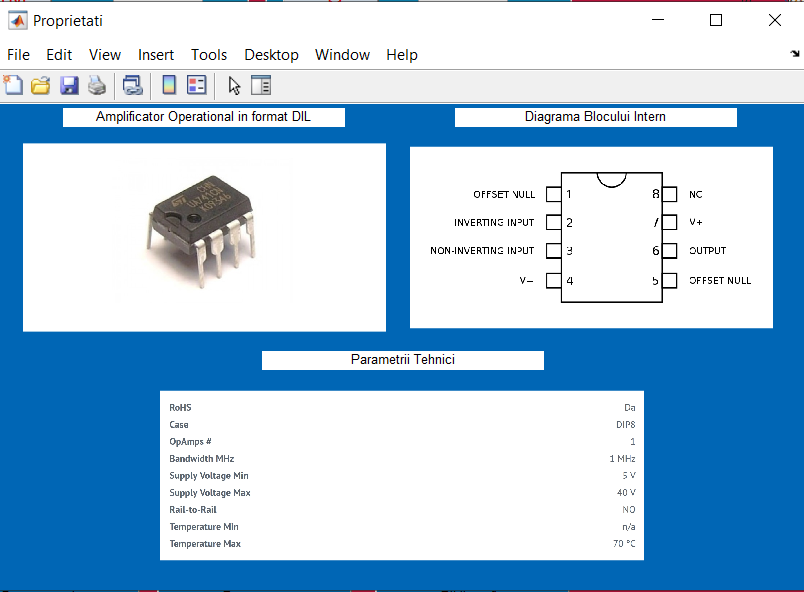 Proprietati
File Edit View Insert Tools Desktop Window Help
Amplificator Operational in format DIL
Diagrama Blocului Intern
UA741CN
OFFSET NULL 1 8 NC
INVERTING INPUT 2 7 V+
NON-INVERTING INPUT 3 6 OUTPUT
V− 4 5 OFFSET NULL
Parametrii Tehnici
RoHS Da
Case DIP8
OpAmps # 1
Bandwidth MHz 1 MHz
Supply Voltage Min 5 V
Supply Voltage Max 40 V
Rail-to-Rail NO
Temperature Min n/a
Temperature Max 70 °C